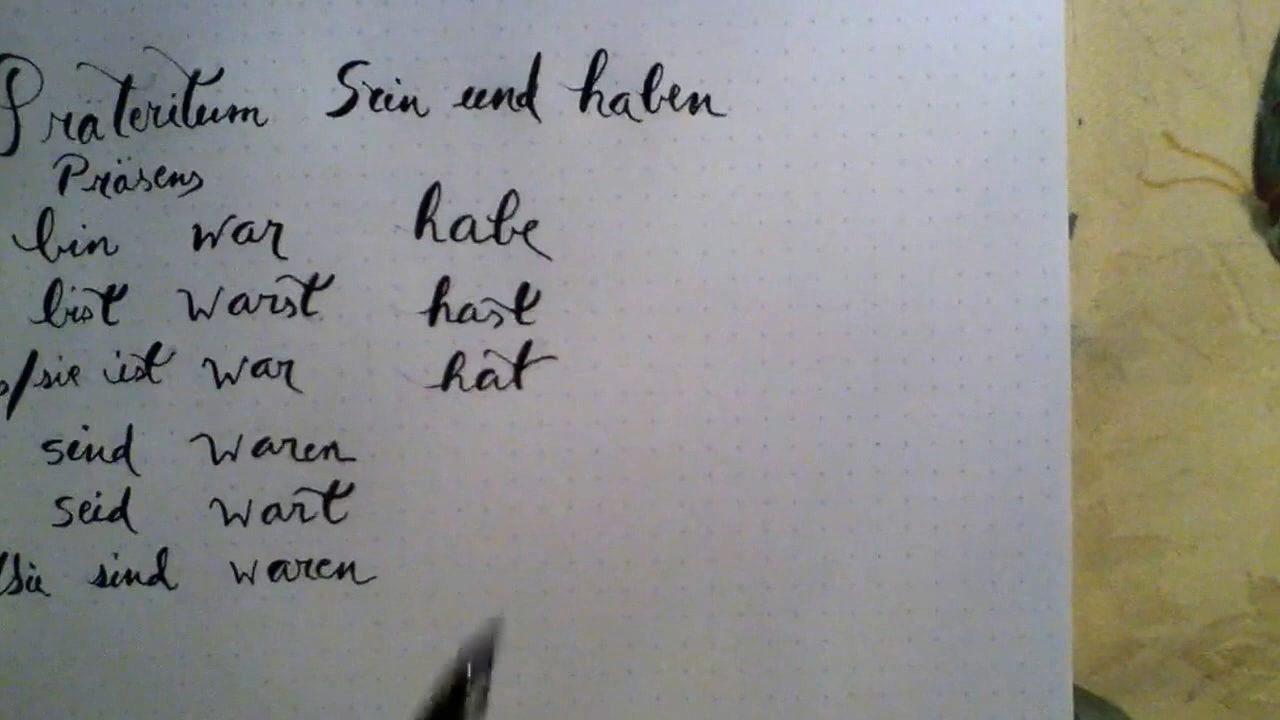 Präteritum Sein und haben
Präsens
bin war habe
bist warst hast
/sie ist war hat
sind waren
seid wart
/Sie sind waren